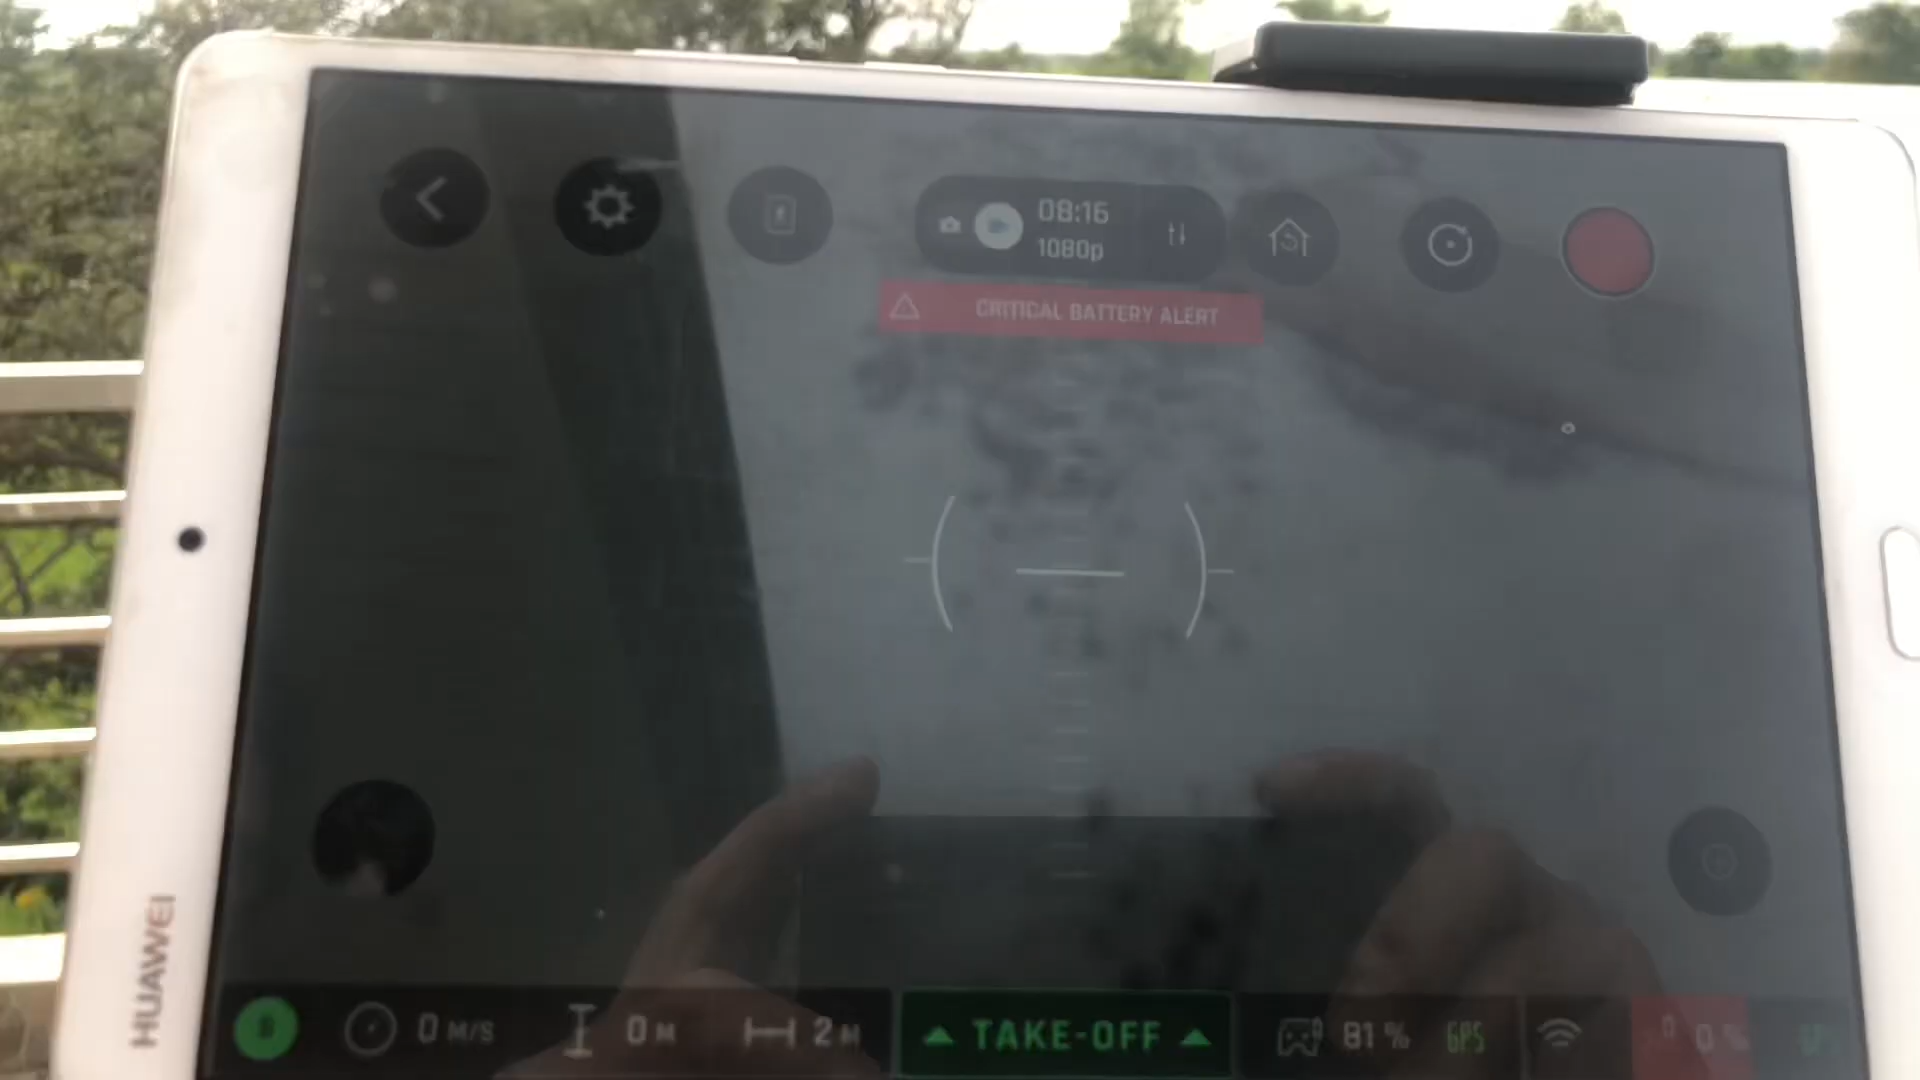 08:16
1080p
CRITICAL BATTERY ALERT
HUAWEI
0 M/S
0 M
2 M
TAKE-OFF
81 %
GPS
0 %